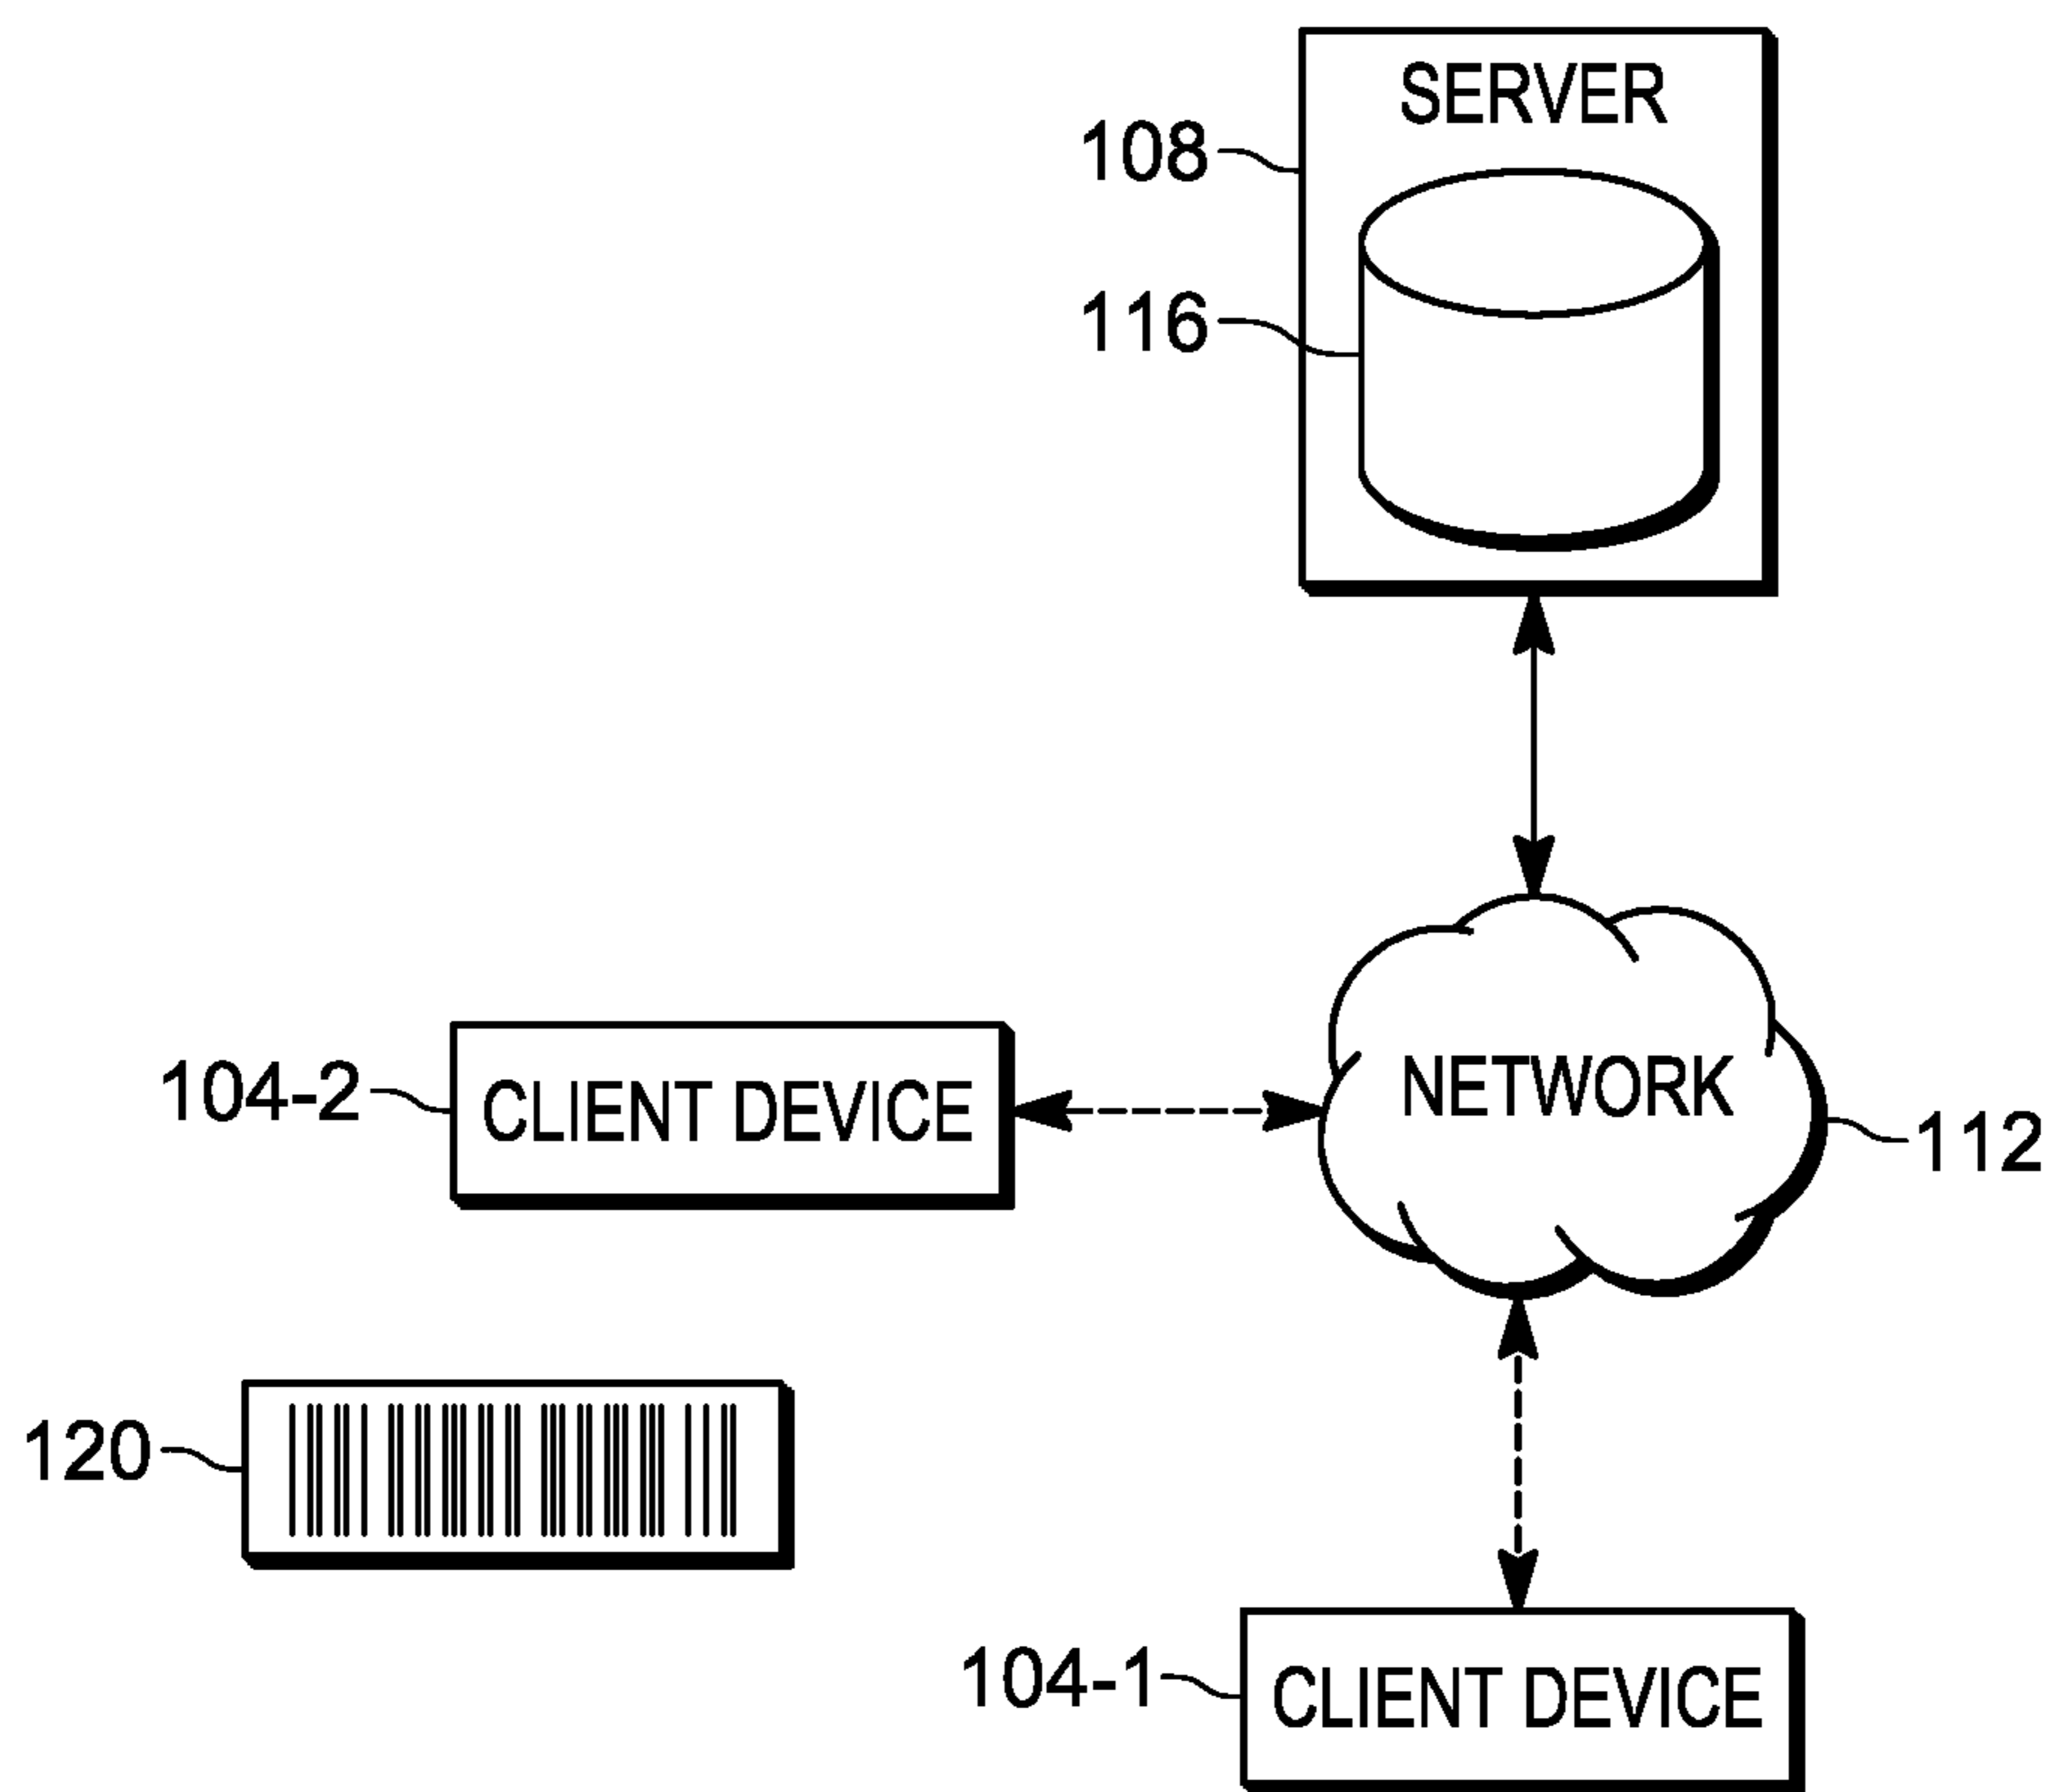 SERVER
108
116
104-2
CLIENT DEVICE
NETWORK
112
120
104-1
CLIENT DEVICE